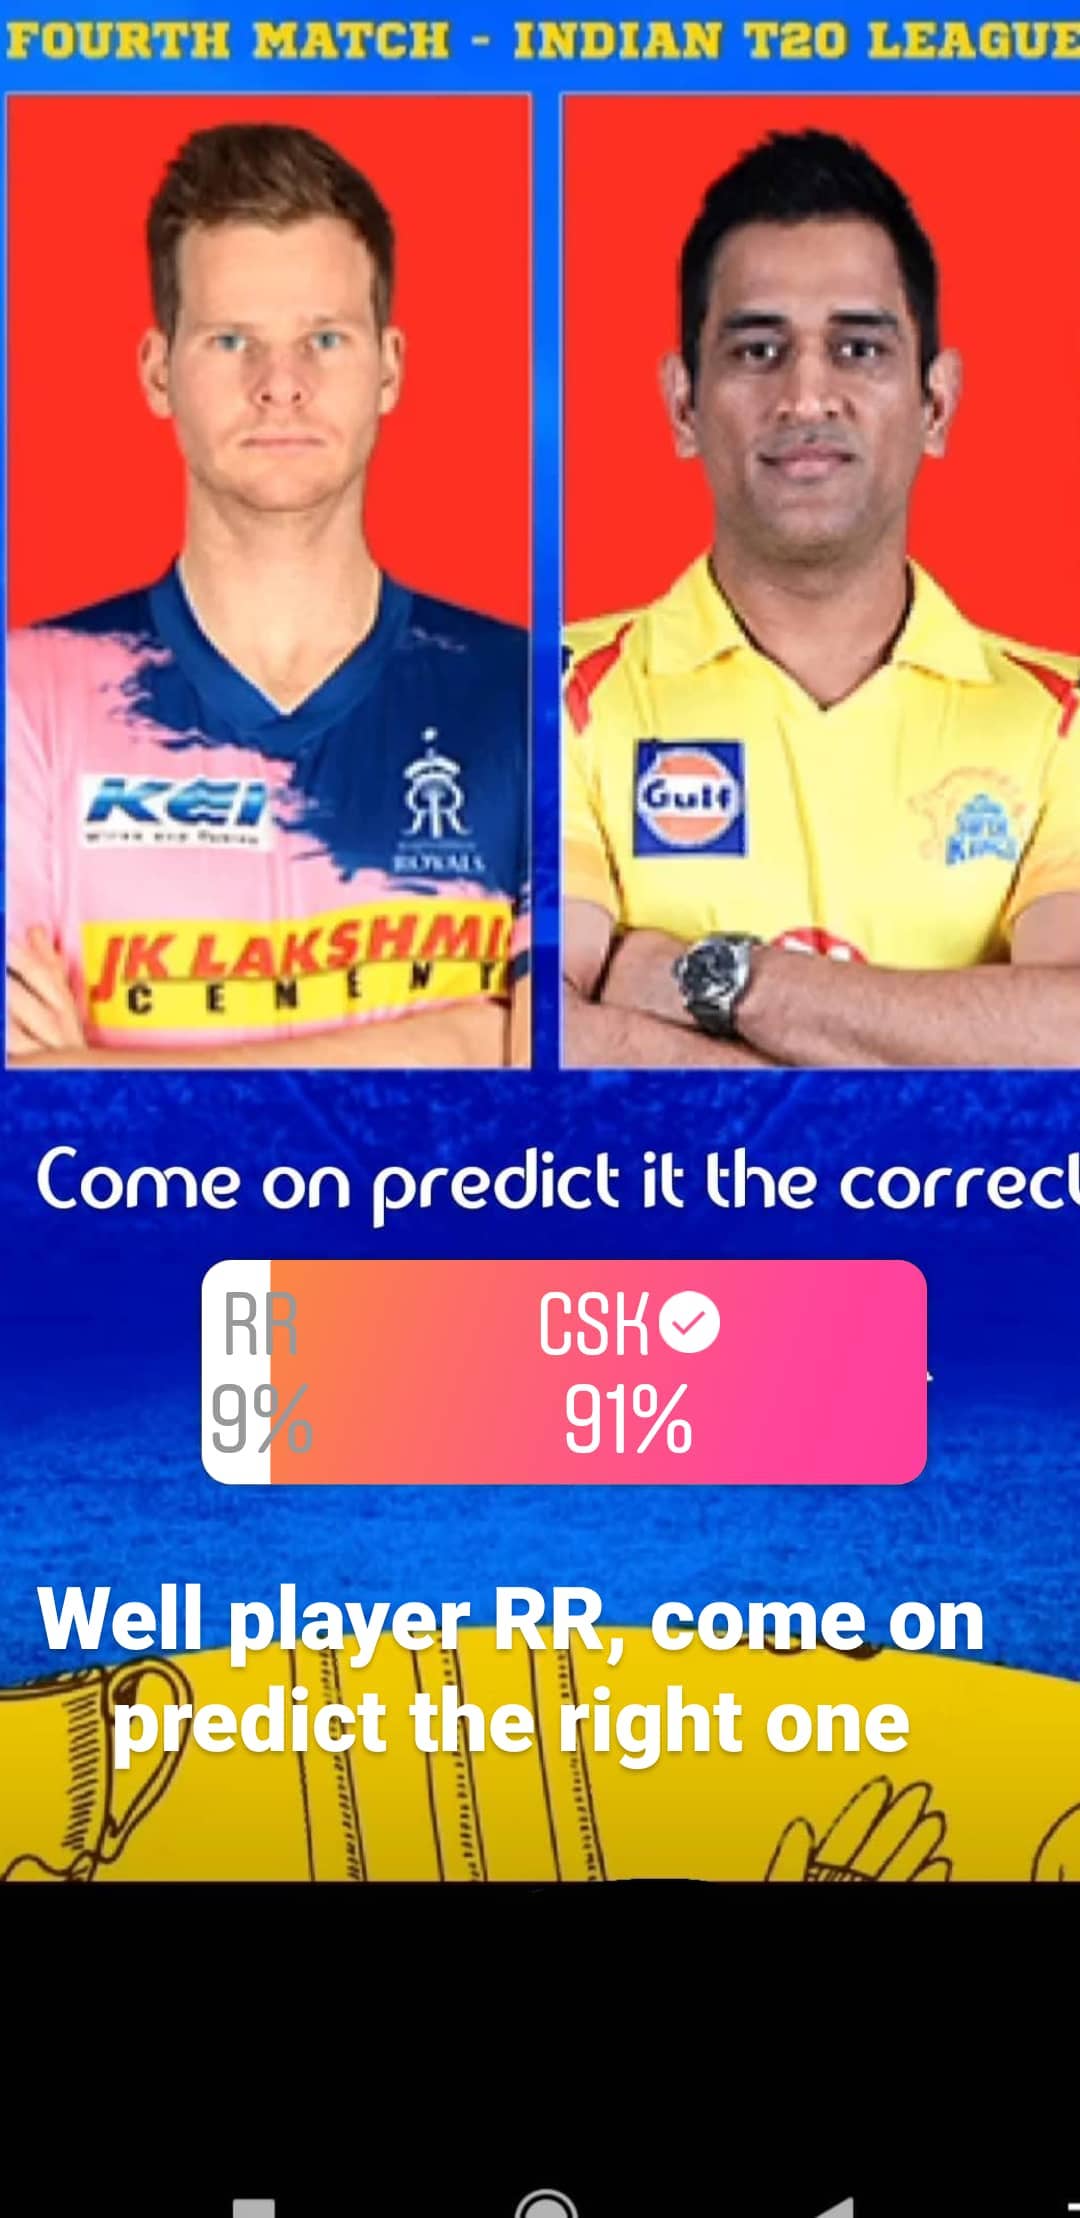 FOURTH MATCH - INDIAN T20 LEAGUE
KEI
ROYALS
JK LAKSHMI
CEMENT
Gulf
KINGS
Come on predict it the correct
RR CSK
9% 91%
Well player RR, come on
predict the right one